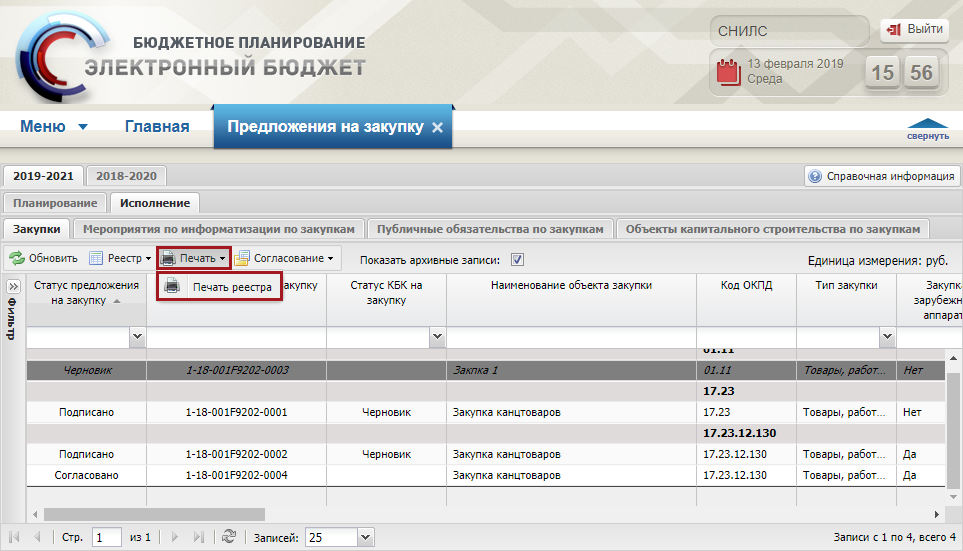 БЮДЖЕТНОЕ ПЛАНИРОВАНИЕ
ЭЛЕКТРОННЫЙ БЮДЖЕТ
СНИЛС
Выйти
13 февраля 2019
Среда
15 56
Меню Главная Предложения на закупку
свернуть
2019-2021 2018-2020
Справочная информация
Планирование Исполнение
Закупки Мероприятия по информатизации по закупкам Публичные обязательства по закупкам Объекты капитального строительства по закупкам
Обновить Реестр Печать Согласование Показать архивные записи: Единица измерения: руб.
Печать реестра
Фильтр
Статус предложения на закупку закупку Статус КБК на закупку Наименование объекта закупки Код ОКПД Тип закупки Закупка зарубежн аппарат
01.11
Черновик 1-18-001F9202-0003 Закпка 1 01.11 Товары, работ... Нет
17.23
Подписано 1-18-001F9202-0001 Черновик Закупка канцтоваров 17.23 Товары, работ... Нет
17.23.12.130
Подписано 1-18-001F9202-0002 Черновик Закупка канцтоваров 17.23.12.130 Товары, работ... Да
Согласовано 1-18-001F9202-0004 Закупка канцтоваров 17.23.12.130 Товары, работ... Да
Стр. 1 из 1 Записей: 25 Записи с 1 по 4, всего 4